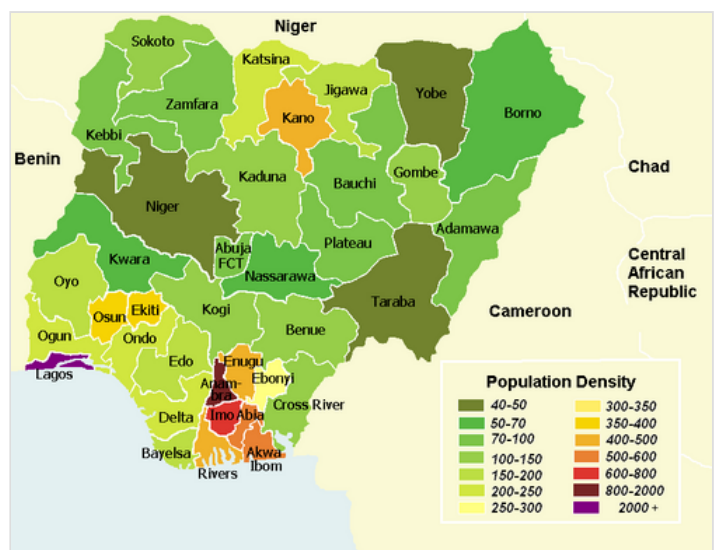 Niger
Sokoto
Katsina
Jigawa
Yobe
Borno
Zamfara
Kano
Kebbi
Benin
Chad
Kaduna
Bauchi
Gombe
Niger
Adamawa
Plateau
Abuja
FCT
Kwara
Nassarawa
Central
African
Republic
Oyo
Taraba
Cameroon
Osun
Ekiti
Kogi
Benue
Ogun
Ondo
Edo
Enugu
Lagos
Anam-
bra
Ebonyi
Cross River
Delta
Imo
Abia
Bayelsa
Akwa
Ibom
Rivers
Population Density
40-50
50-70
70-100
100-150
150-200
200-250
250-300
300-350
350-400
400-500
500-600
600-800
800-2000
2000 +